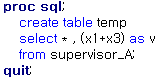 proc sql;
create table temp
select * , (x1+x3) as v
from supervisor_A;
quit;